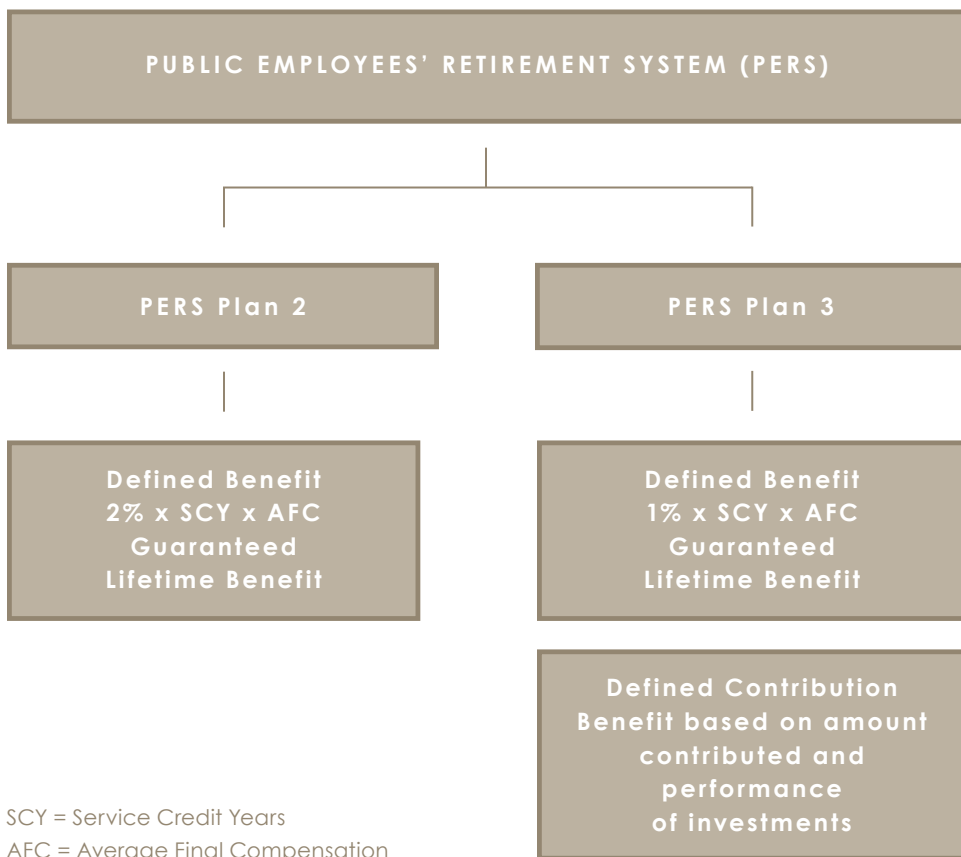 PUBLIC EMPLOYEES’ RETIREMENT SYSTEM (PERS)
PERS Plan 2
PERS Plan 3
Defined Benefit
2% x SCY x AFC
Guaranteed
Lifetime Benefit
Defined Benefit
1% x SCY x AFC
Guaranteed
Lifetime Benefit
Defined Contribution
Benefit based on amount
contributed and
performance
of investments
SCY = Service Credit Years
AFC = Average Final Compensation